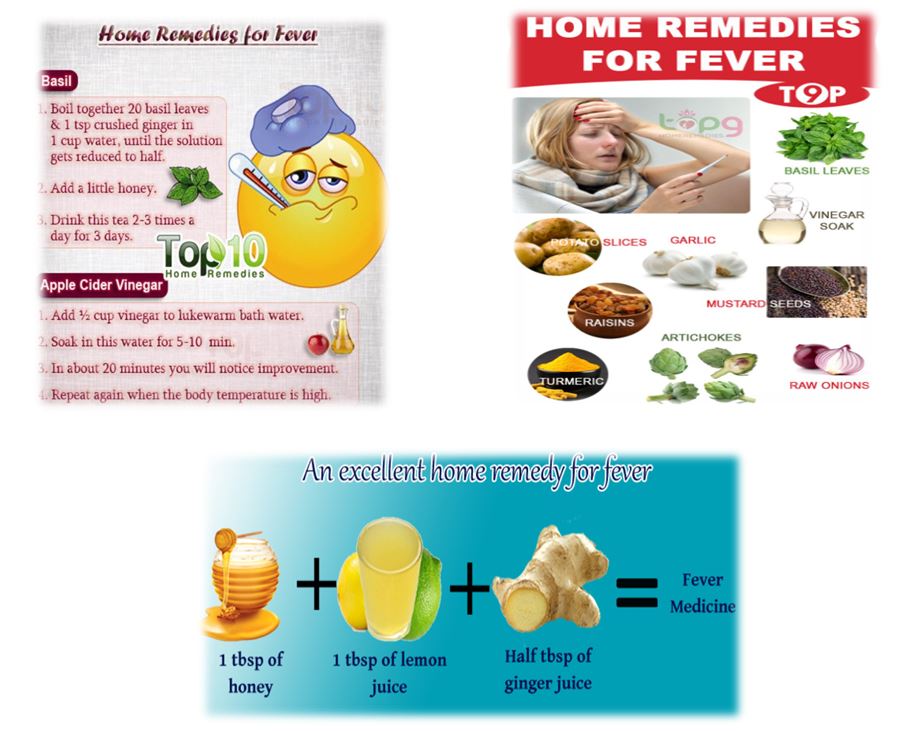 Home Remedies for Fever
Basil
1. Boil together 20 basil leaves
& 1 tsp crushed ginger in
1 cup water, until the solution
gets reduced to half.
2. Add a little honey.
3. Drink this tea 2-3 times a
day for 3 days.
Top 10
Home Remedies
Apple Cider Vinegar
1. Add ½ cup vinegar to lukewarm bath water.
2. Soak in this water for 5-10 min.
3. In about 20 minutes you will notice improvement.
4. Repeat again when the body temperature is high.
HOME REMEDIES
FOR FEVER
TOP 9
top9
HOMEREMEDIES
BASIL LEAVES
VINEGAR
SOAK
POTATO SLICES
GARLIC
MUSTARD SEEDS
RAISINS
ARTICHOKES
TURMERIC
RAW ONIONS
An excellent home remedy for fever
+ + =
Fever
Medicine
1 tbsp of
honey
1 tbsp of lemon
juice
Half tbsp of
ginger juice